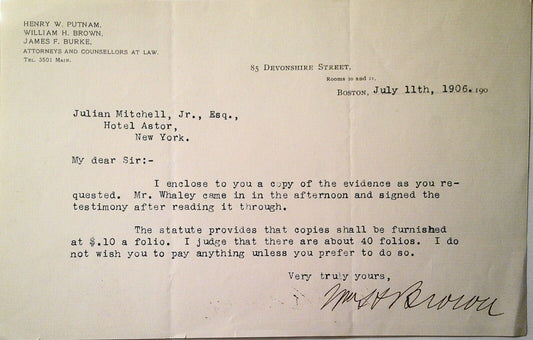 HENRY W. PUTNAM,
WILLIAM H. BROWN,
JAMES F. BURKE,
ATTORNEYS AND COUNSELLORS AT LAW.
TEL. 3501 MAIN.
85 DEVONSHIRE STREET,
ROOMS 20 AND 21.
BOSTON, July 11th, 1906. 190
Julian Mitchell, Jr., Esq.,
Hotel Astor,
New York.
My dear Sir:-
I enclose to you a copy of the evidence as you re-
quested. Mr. Whaley came in in the afternoon and signed the
testimony after reading it through.
The statute provides that copies shall be furnished
at $.10 a folio. I judge that there are about 40 folios. I do
not wish you to pay anything unless you prefer to do so.
Very truly yours,
Wm H Brown